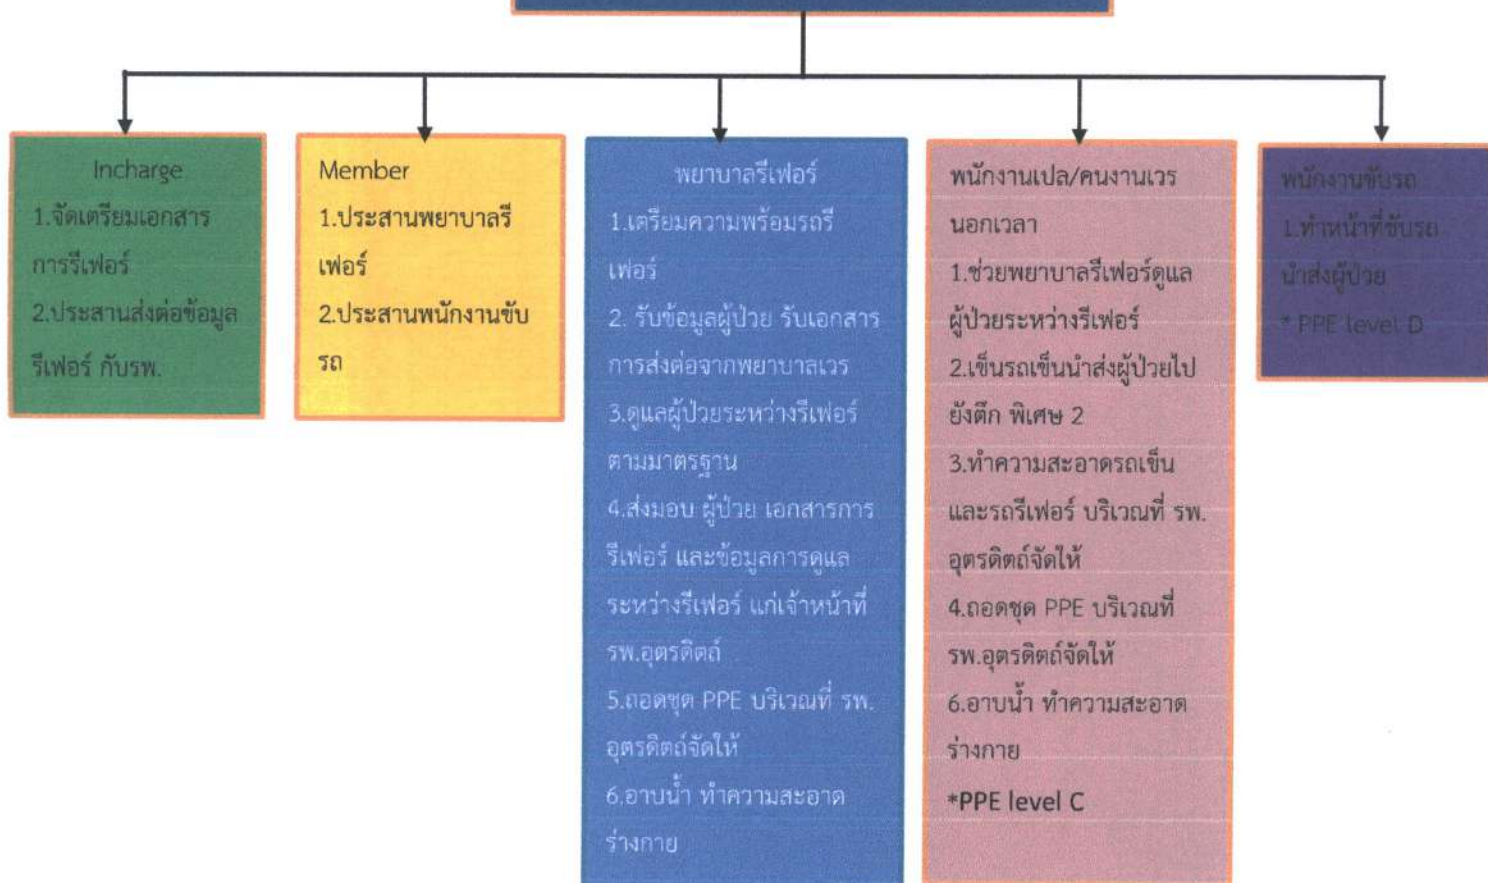 Incharge
1.จัดเตรียมเอกสาร
การรีเฟอร์
2.ประสานส่งต่อข้อมูล
รีเฟอร์ กับรพ.
Member
1.ประสานพยาบาลรี
เฟอร์
2.ประสานพนักงานขับ
รถ
พยาบาลรีเฟอร์
1.เตรียมความพร้อมรถรี
เฟอร์
2. รับข้อมูลผู้ป่วย รับเอกสาร
การส่งต่อจากพยาบาลเวร
3.ดูแลผู้ป่วยระหว่างรีเฟอร์
ตามมาตรฐาน
4.ส่งมอบ ผู้ป่วย เอกสารการ
รีเฟอร์ และข้อมูลการดูแล
ระหว่างรีเฟอร์ แก่เจ้าหน้าที่
รพ.อุตรดิตถ์
5.ถอดชุด PPE บริเวณที่ รพ.
อุตรดิตถ์จัดให้
6.อาบน้ำ ทำความสะอาด
ร่างกาย
พนักงานเปล/คนงานเวร
นอกเวลา
1.ช่วยพยาบาลรีเฟอร์ดูแล
ผู้ป่วยระหว่างรีเฟอร์
2.เข็นรถเข็นนำส่งผู้ป่วยไป
ยังตึก พิเศษ 2
3.ทำความสะอาดรถเข็น
และรถรีเฟอร์ บริเวณที่ รพ.
อุตรดิตถ์จัดให้
4.ถอดชุด PPE บริเวณที่
รพ.อุตรดิตถ์จัดให้
6.อาบน้ำ ทำความสะอาด
ร่างกาย
*PPE level C
พนักงานขับรถ
1.ทำหน้าที่ขับรถ
นำส่งผู้ป่วย
* PPE level D